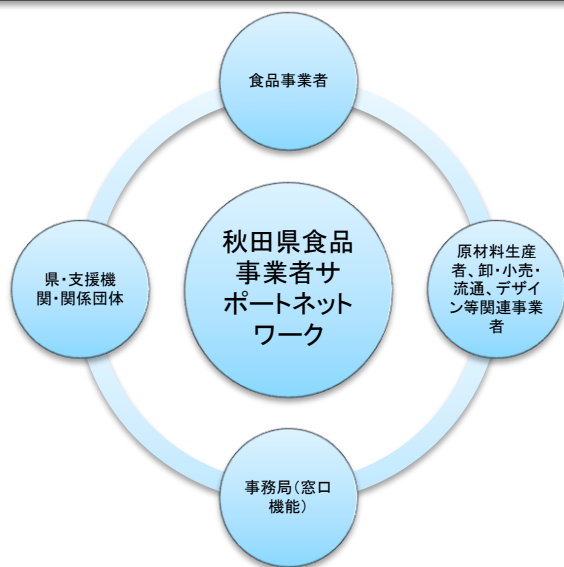 食品事業者
秋田県食品
事業者サ
ポートネット
ワーク
県・支援機
関・関係団体
原材料生産
者、卸・小売・
流通、デザイ
ン等関連事業
者
事務局(窓口
機能)